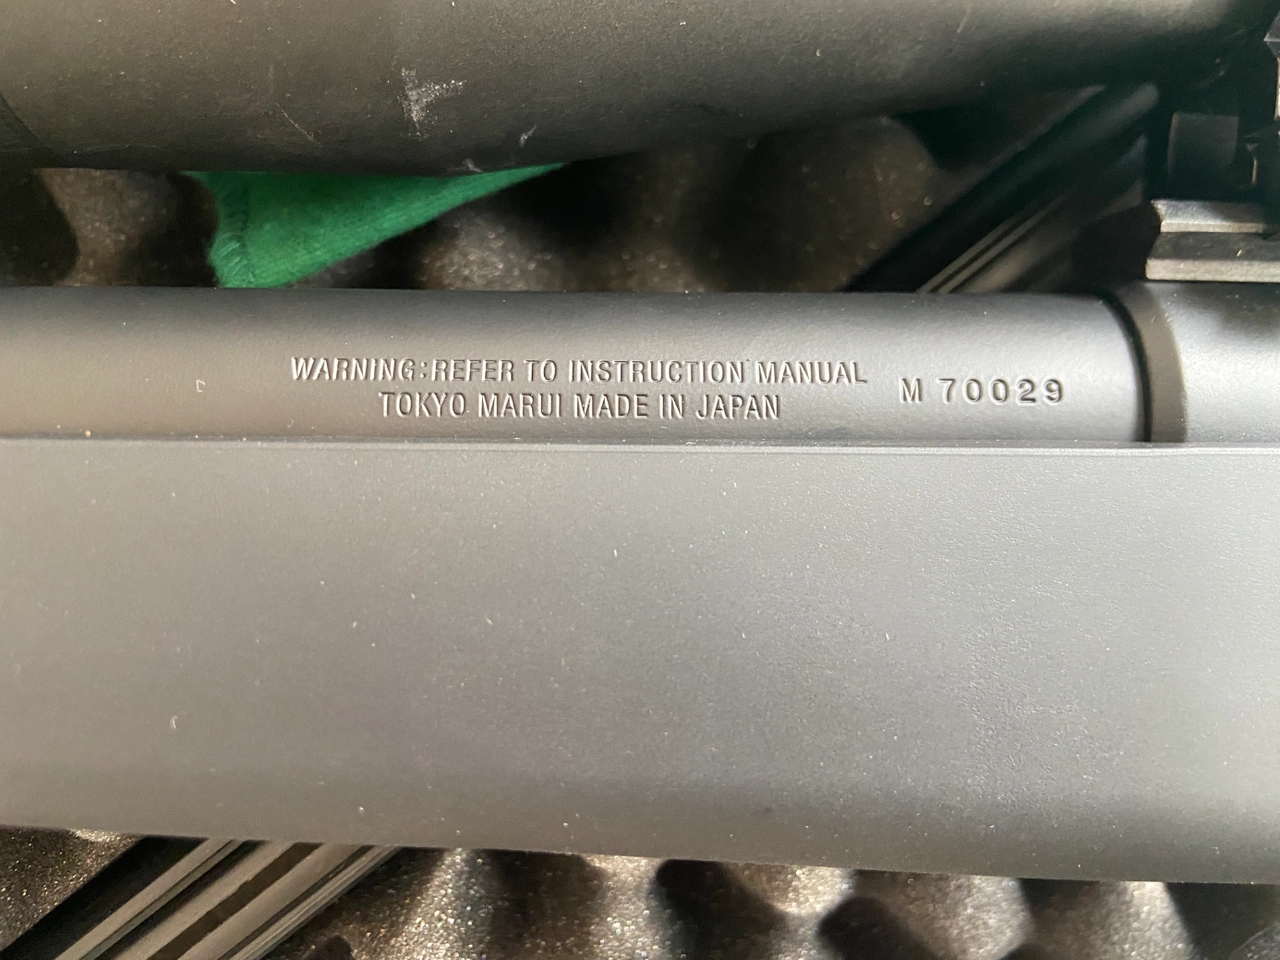 WARNING:REFER TO INSTRUCTION MANUAL
TOKYO MARUI MADE IN JAPAN
M 70029